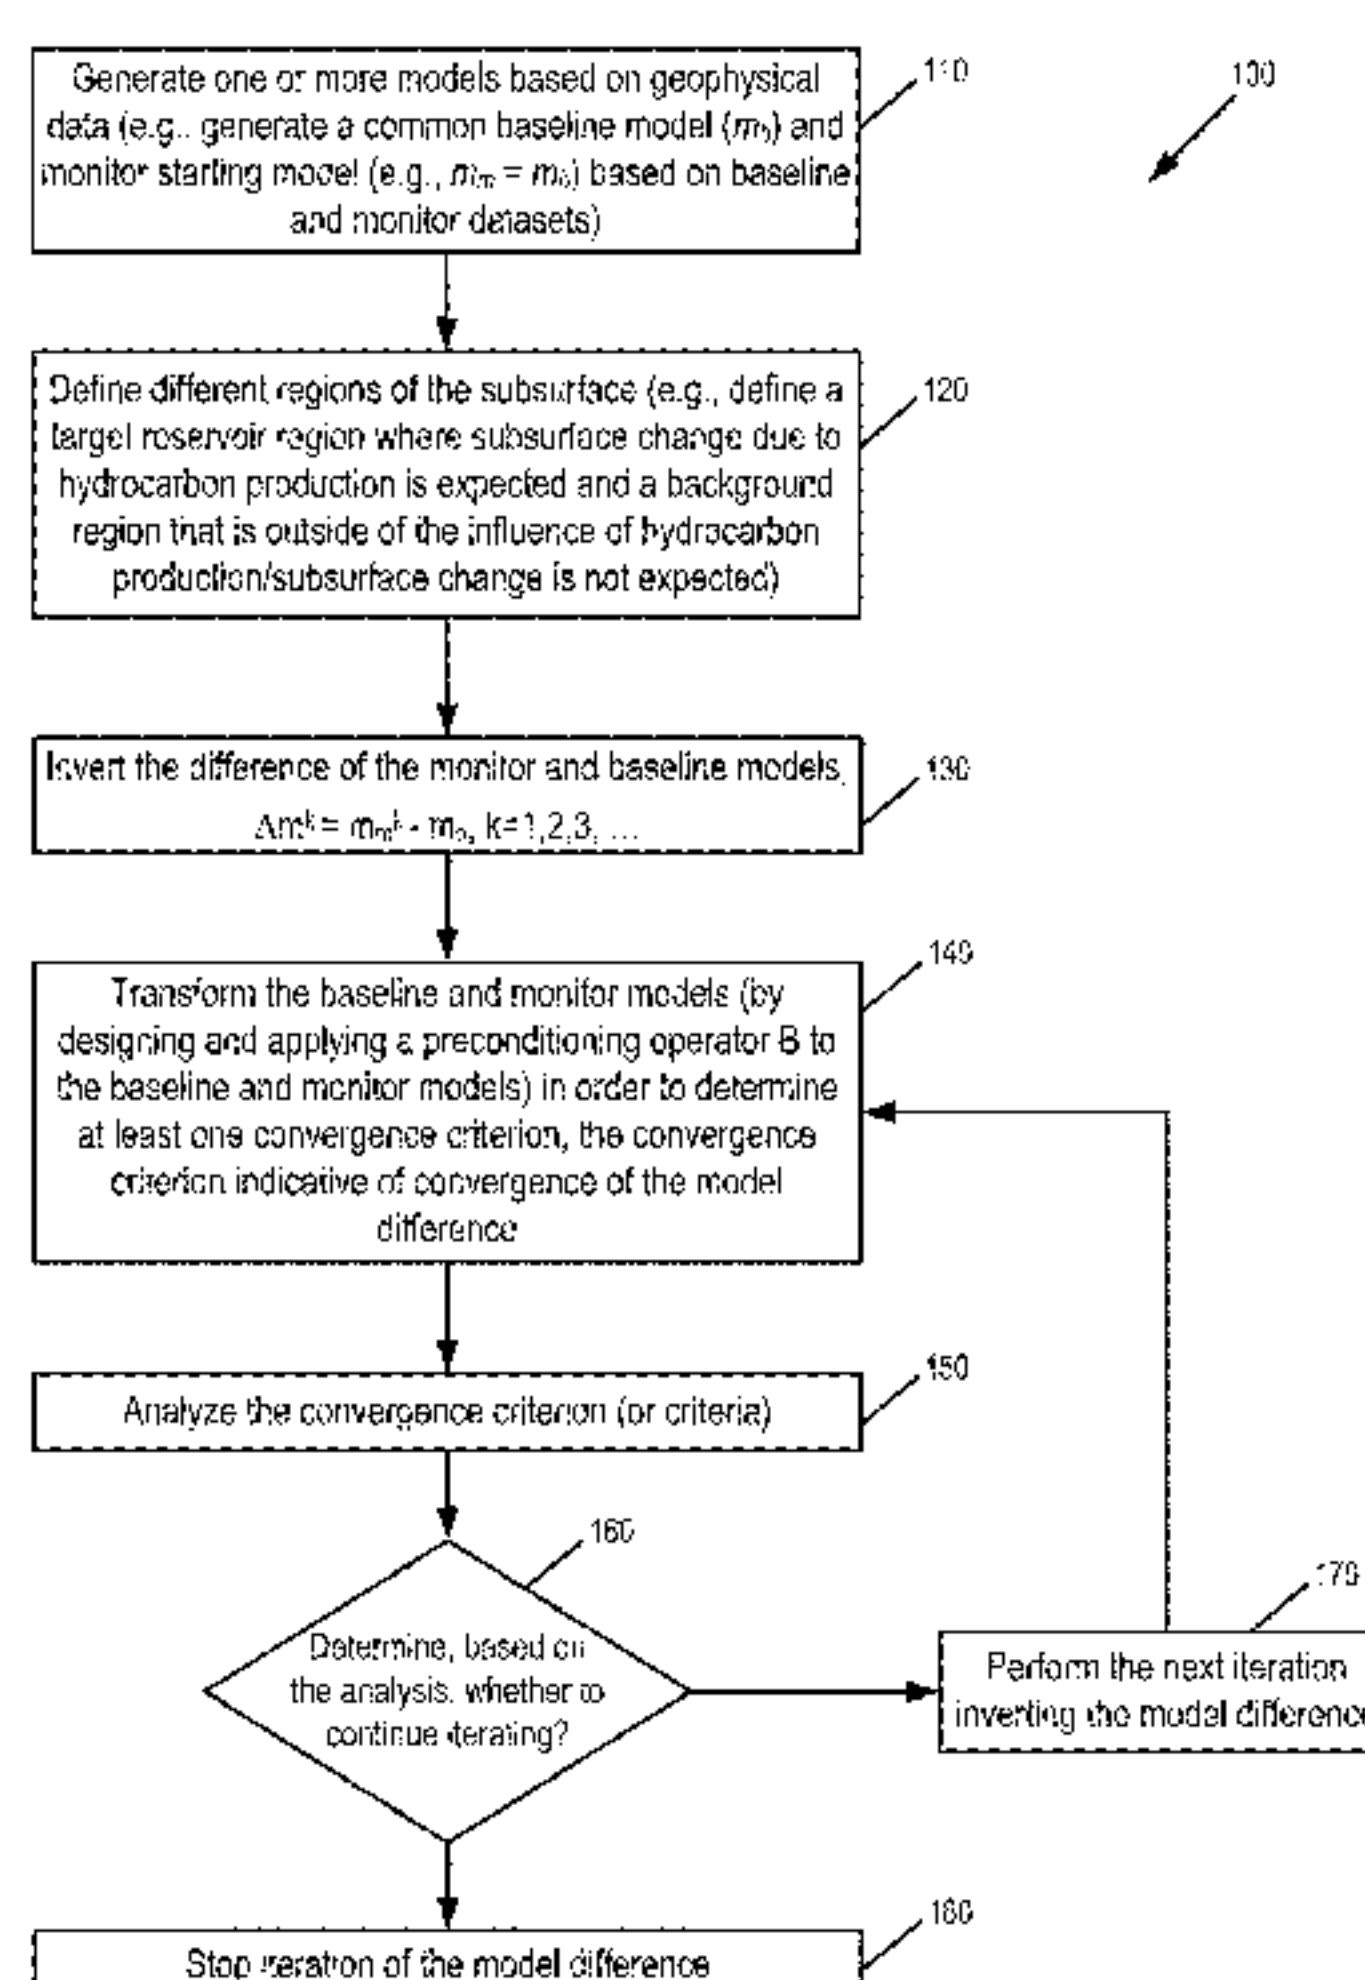 Generate one or more models based on geophysical
110
100
data (e.g., generate a common baseline model (mb) and
monitor starting model (e.g., mm = mb) based on baseline
and monitor datasets)
Define different regions of the subsurface (e.g., define a
120
target reservoir region where subsurface change due to
hydrocarbon production is expected and a background
region that is outside of the influence of hydrocarbon
production/subsurface change is not expected)
Invert the difference of the monitor and baseline models,
130
Δmk = mmk - mb, k=1,2,3, ...
140
Transform the baseline and monitor models (by
designing and applying a preconditioning operator B to
the baseline and monitor models) in order to determine
at least one convergence criterion, the convergence
criterion indicative of convergence of the model
difference
150
Analyze the convergence criterion (or criteria)
160
Determine, based on
the analysis, whether to
continue iterating?
170
Perform the next iteration
inverting the model difference
180
Stop iteration of the model difference